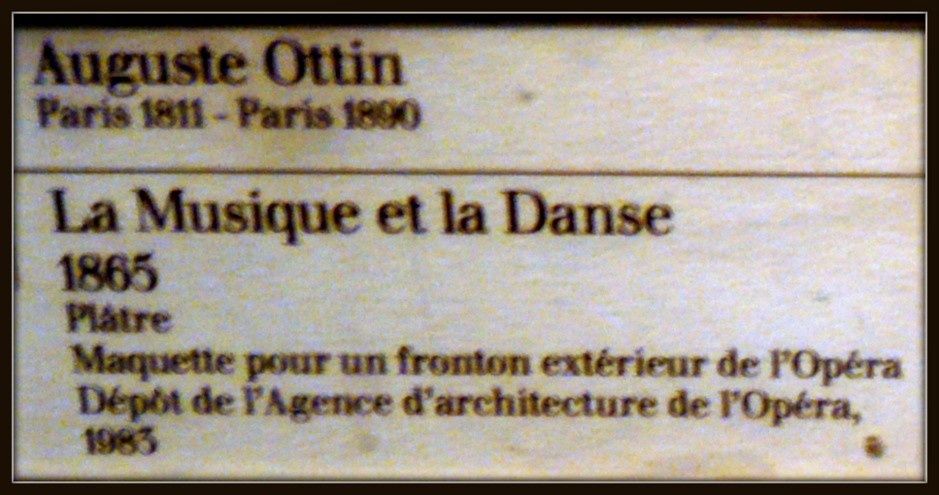 Auguste Ottin
Paris 1811 - Paris 1890
La Musique et la Danse
1865
Plâtre
Maquette pour un fronton extérieur de l'Opéra
Dépôt de l'Agence d'architecture de l'Opéra,
1983